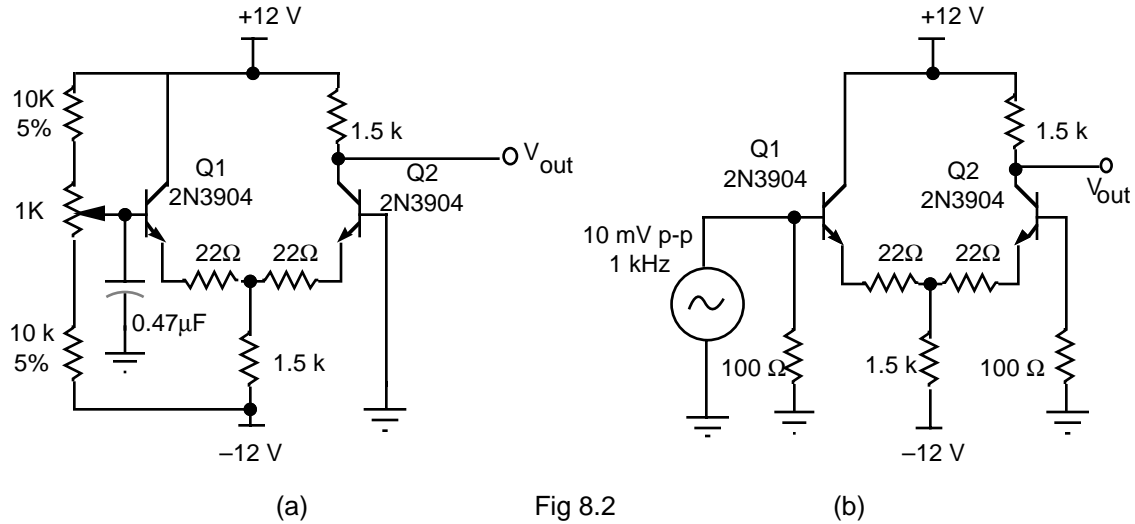 +12 V
10K
5%
1.5 k
Vout
Q1
2N3904
Q2
2N3904
1K
22Ω
22Ω
0.47µF
10 k
5%
1.5 k
–12 V
(a)
+12 V
1.5 k
Q1
2N3904
Q2
2N3904
Vout
10 mV p-p
1 kHz
22Ω
22Ω
100 Ω
1.5 k
100 Ω
–12 V
Fig 8.2
(b)